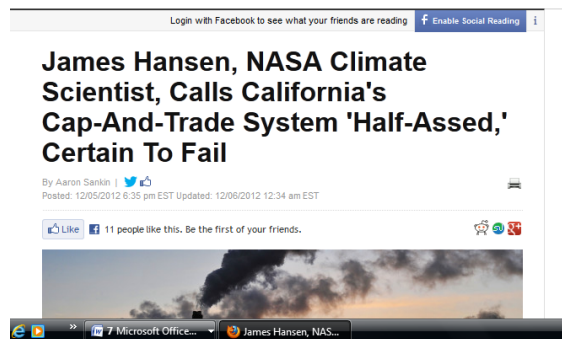 Login with Facebook to see what your friends are reading f Enable Social Reading i
James Hansen, NASA Climate
Scientist, Calls California's
Cap-And-Trade System 'Half-Assed,'
Certain To Fail
By Aaron Sankin |
Posted: 12/05/2012 6:35 pm EST Updated: 12/06/2012 12:34 am EST
Like f 11 people like this. Be the first of your friends.
» 7 Microsoft Office... James Hansen, NAS...